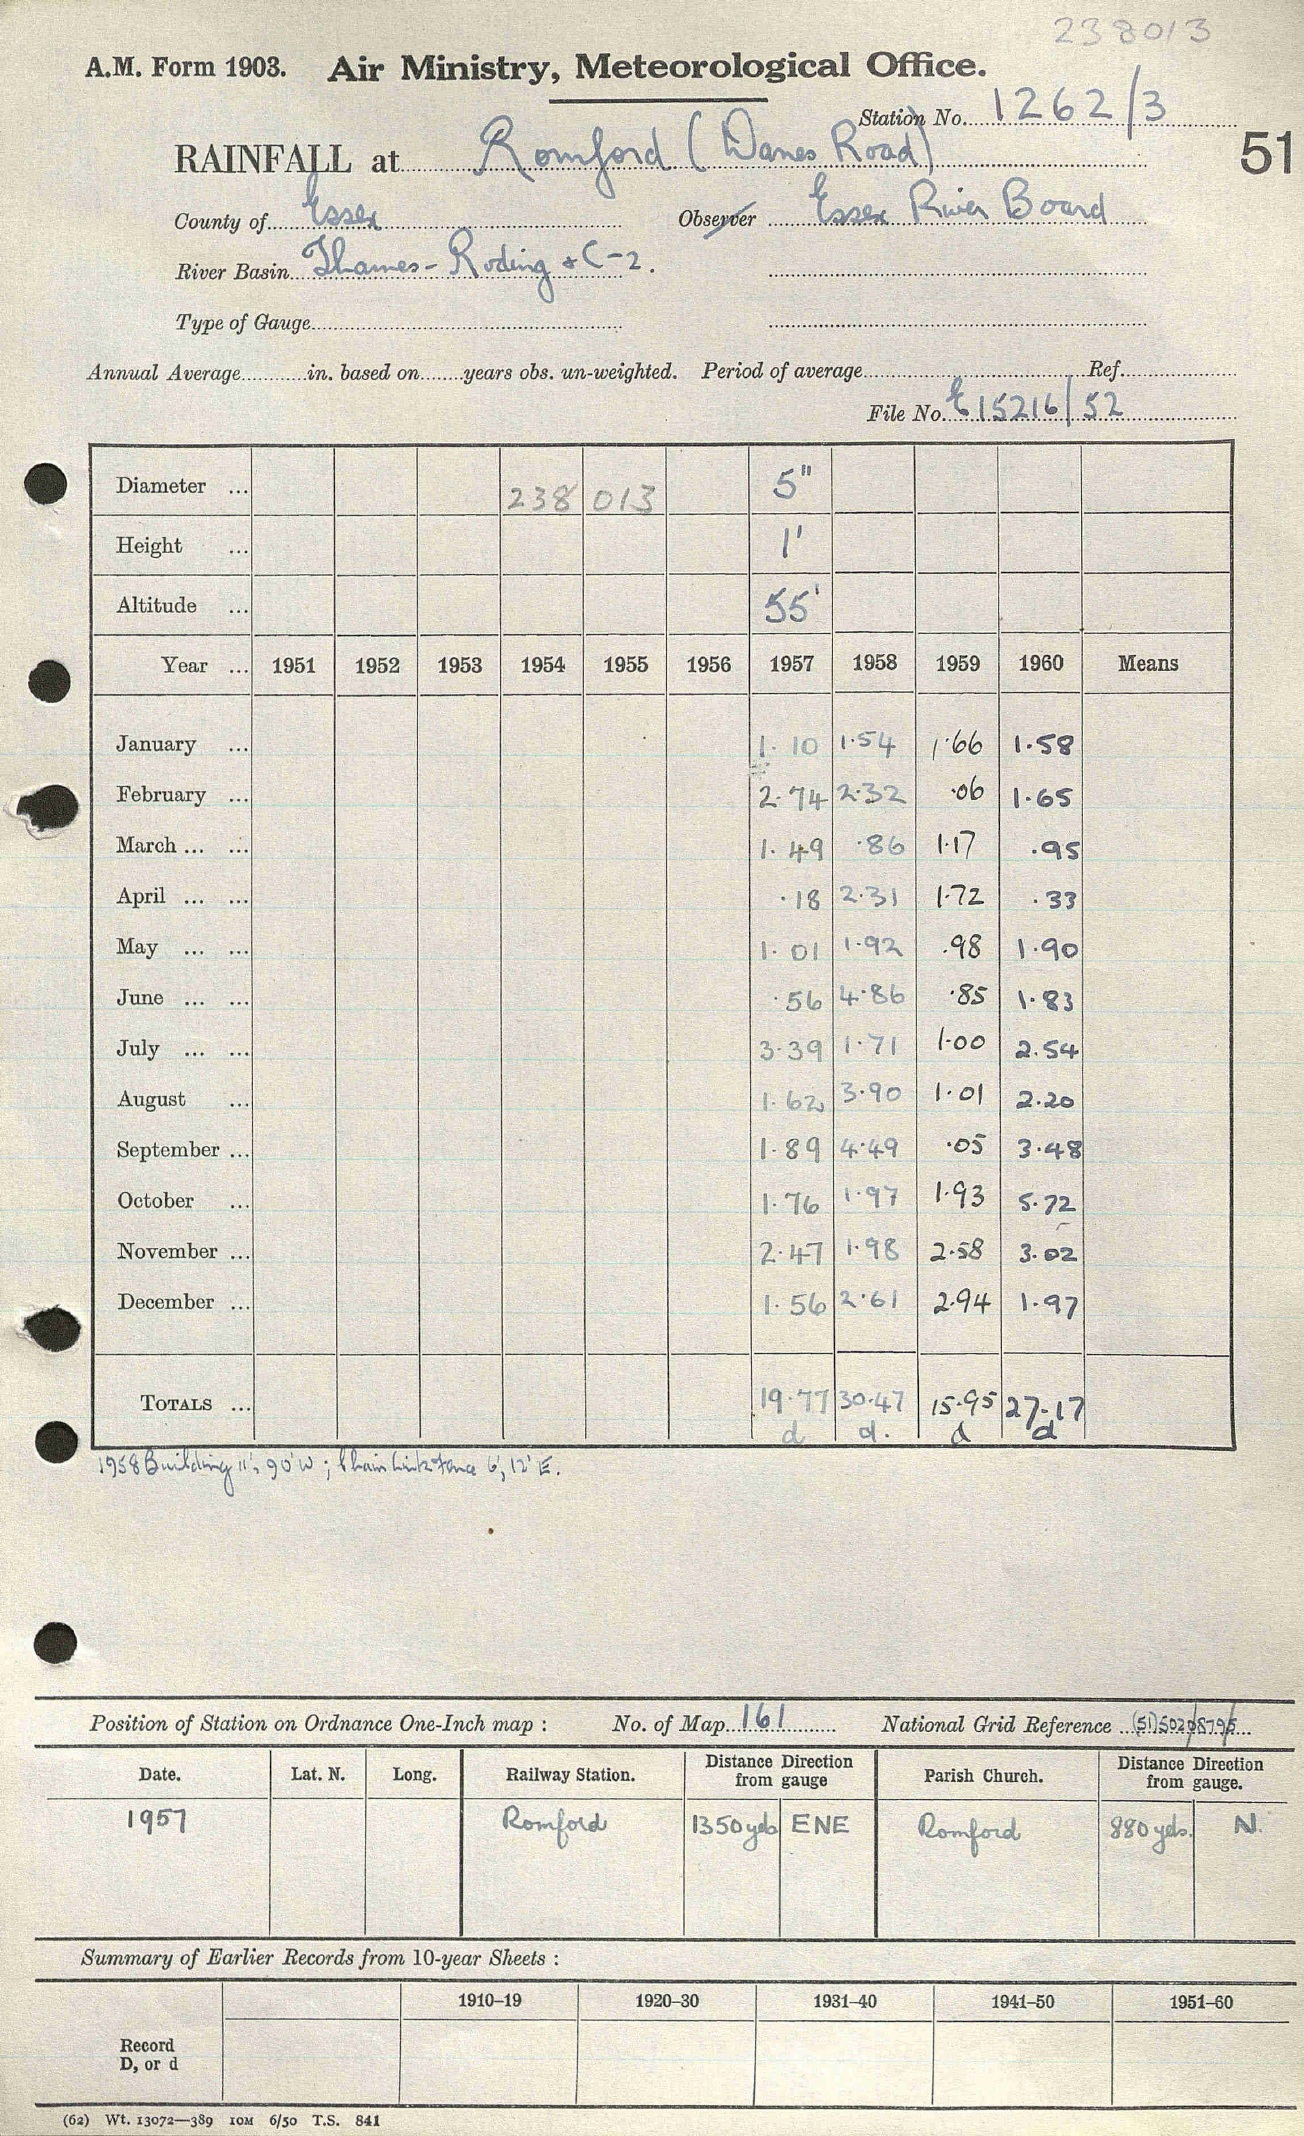 238013
A.M. Form 1903. Air Ministry, Meteorological Office.
Station No. 1262/3
RAINFALL at Romford (Danes Road)
51
County of Essex Observer Essex River Board
River Basin Thames-Roding + C-2.
Type of Gauge
Annual Average in. based on years obs. un-weighted. Period of average Ref.
File No. E15216/52
Diameter ... 238 013 5"
Height ... 1'
Altitude ... 55'
Year ... 1951 1952 1953 1954 1955 1956 1957 1958 1959 1960 Means
January ... 1.10 1.54 1.66 1.58
February ... 2.74 2.32 .06 1.65
March ... ... 1.49 .86 1.17 .95
April ... ... .18 2.31 1.72 .33
May ... ... 1.01 1.92 .98 1.90
June ... ... .56 4.86 .85 1.83
July ... ... 3.39 1.71 1.00 2.54
August ... 1.62 3.90 1.01 2.20
September ... 1.89 4.49 .05 3.48
October ... 1.76 1.97 1.93 5.72
November ... 2.47 1.98 2.58 3.02
December ... 1.56 2.61 2.94 1.97
TOTALS ... 19.77 30.47 15.95 27.17
d d. d d
1958 Building 11', 90' W; Chain Link Fence 6', 12' E.
Position of Station on Ordnance One-Inch map : No. of Map 161 National Grid Reference (51)
Date. Lat. N. Long. Railway Station. Distance Direction from gauge Parish Church. Distance Direction from gauge.
1957 Romford 1350 yds ENE Romford 880 yds. N.
Summary of Earlier Records from 10-year Sheets :
1910–19 1920–30 1931–40 1941–50 1951–60
Record
D, or d
(62) Wt. 13072—389 10M 6/50 T.S. 841